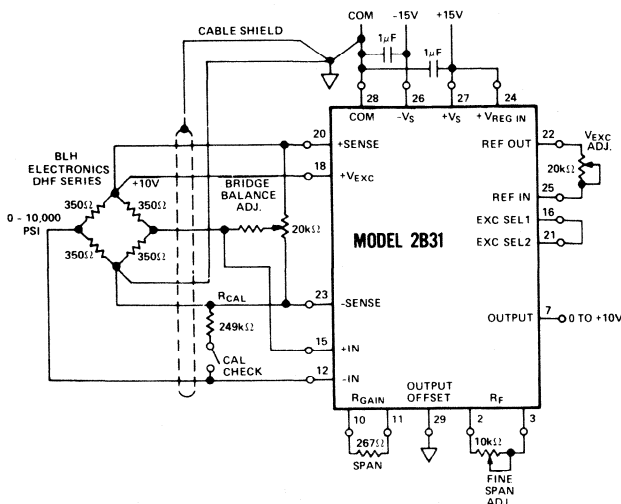 COM
-15V
+15V
CABLE SHIELD
1μF
1μF
28
26
27
24
COM
-VS
+VS
+VREG IN
20
+SENSE
REF OUT
22
VEXC
ADJ.
BLH
ELECTRONICS
DHF SERIES
+10V
18
+VEXC
20kΩ
BRIDGE
BALANCE
ADJ.
REF IN
25
350Ω
350Ω
EXC SEL1
16
0 – 10,000
PSI
20kΩ
MODEL 2B31
EXC SEL2
21
350Ω
350Ω
RCAL
23
-SENSE
249kΩ
OUTPUT
7
0 TO +10V
15
+IN
CAL
CHECK
12
-IN
RGAIN
OUTPUT
OFFSET
RF
10
11
29
2
3
267Ω
10kΩ
SPAN
FINE
SPAN
ADJ.